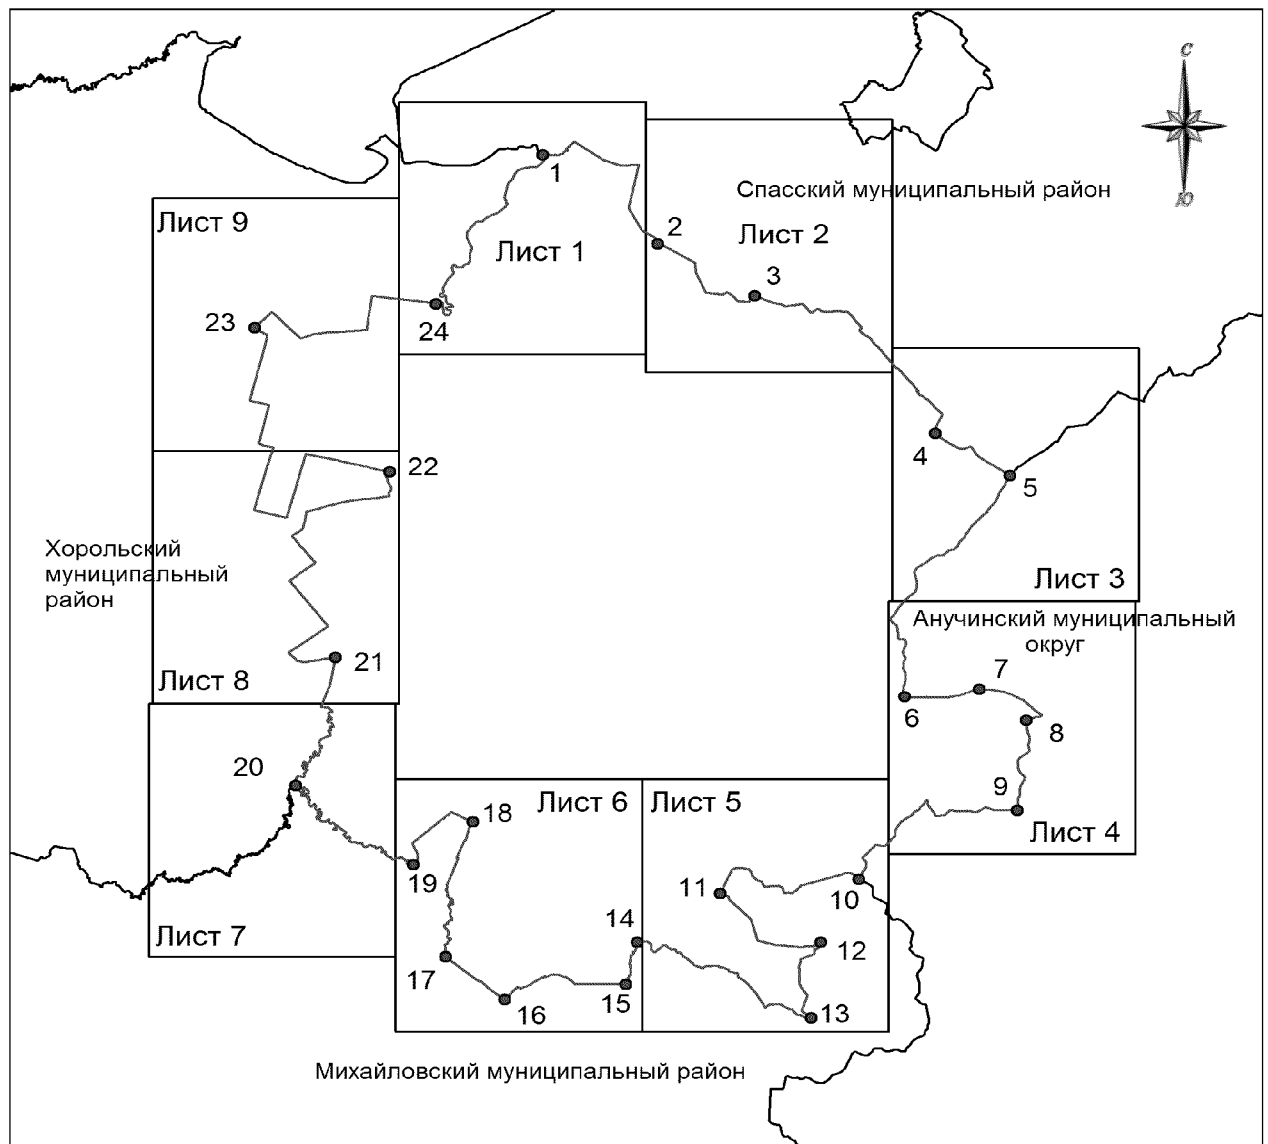 С
Ю
Спасский муниципальный район
Лист 9
Лист 1
Лист 2
1
2
3
23
24
4
5
22
Хорольский
муниципальный
район
Лист 3
Анучинский муниципальный
округ
21
Лист 8
6
7
8
9
20
Лист 6
Лист 5
Лист 4
18
19
11
10
14
12
Лист 7
17
16
15
13
Михайловский муниципальный район